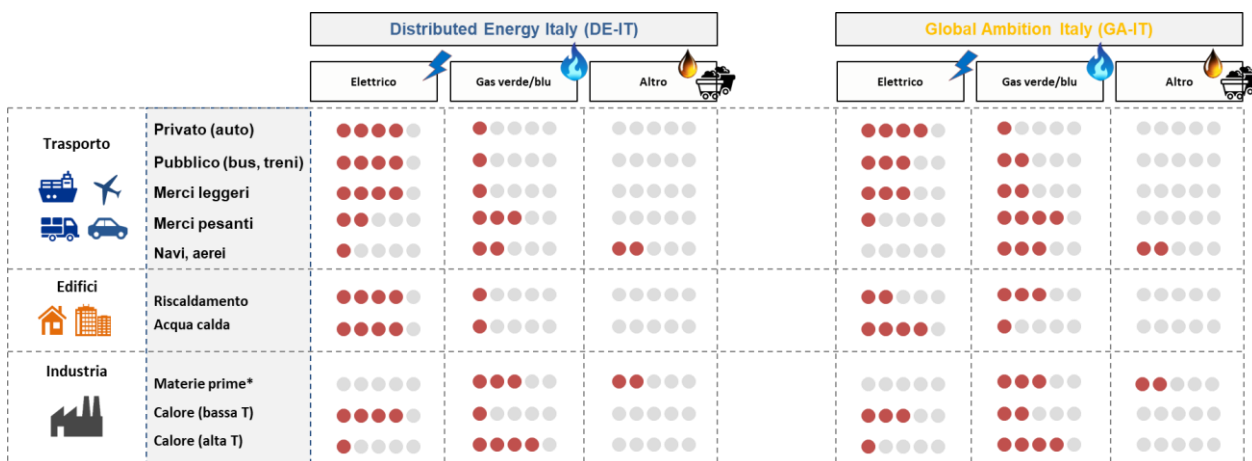 Distributed Energy Italy (DE-IT)
Global Ambition Italy (GA-IT)
Elettrico
Gas verde/blu
Altro
Elettrico
Gas verde/blu
Altro
Trasporto
Privato (auto)
Pubblico (bus, treni)
Merci leggeri
Merci pesanti
Navi, aerei
Edifici
Riscaldamento
Acqua calda
Industria
Materie prime*
Calore (bassa T)
Calore (alta T)